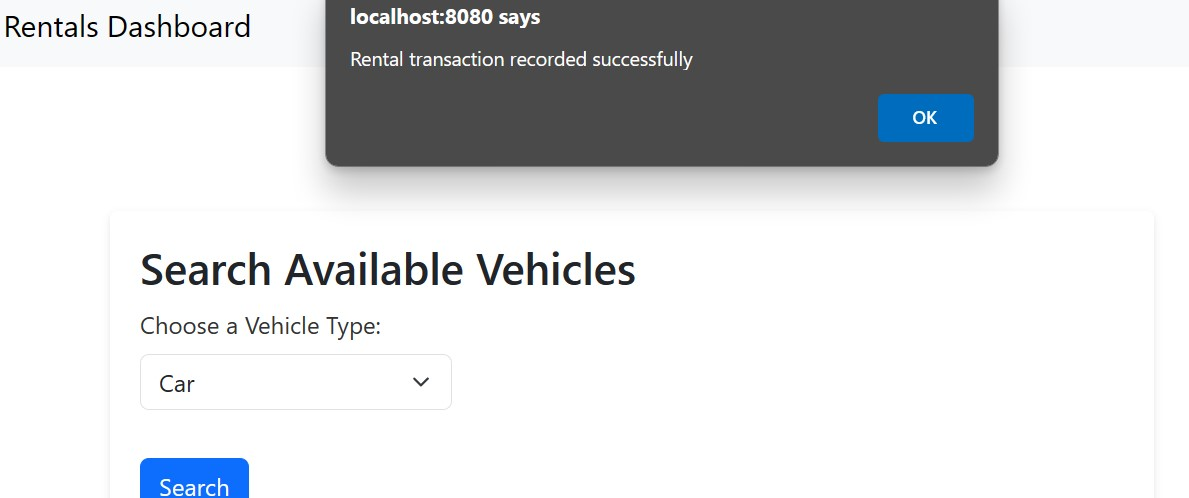 Rentals Dashboard
localhost:8080 says
Rental transaction recorded successfully
OK
Search Available Vehicles
Choose a Vehicle Type:
Car
Search